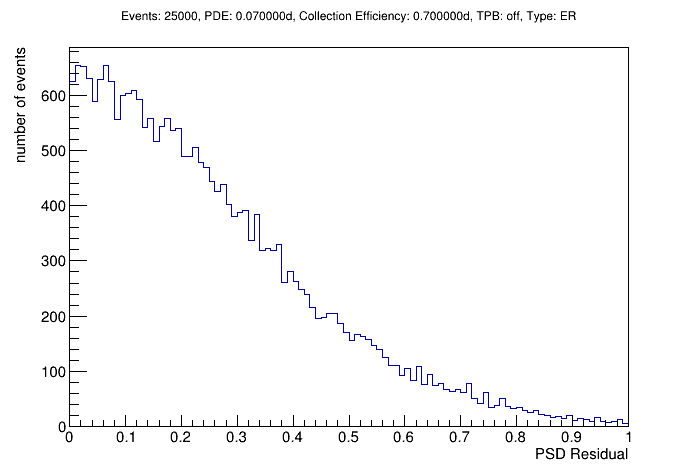 Events: 25000, PDE: 0.070000d, Collection Efficiency: 0.700000d, TPB: off, Type: ER
number of events
600
500
400
300
200
100
0
0 0.1 0.2 0.3 0.4 0.5 0.6 0.7 0.8 0.9 1
PSD Residual